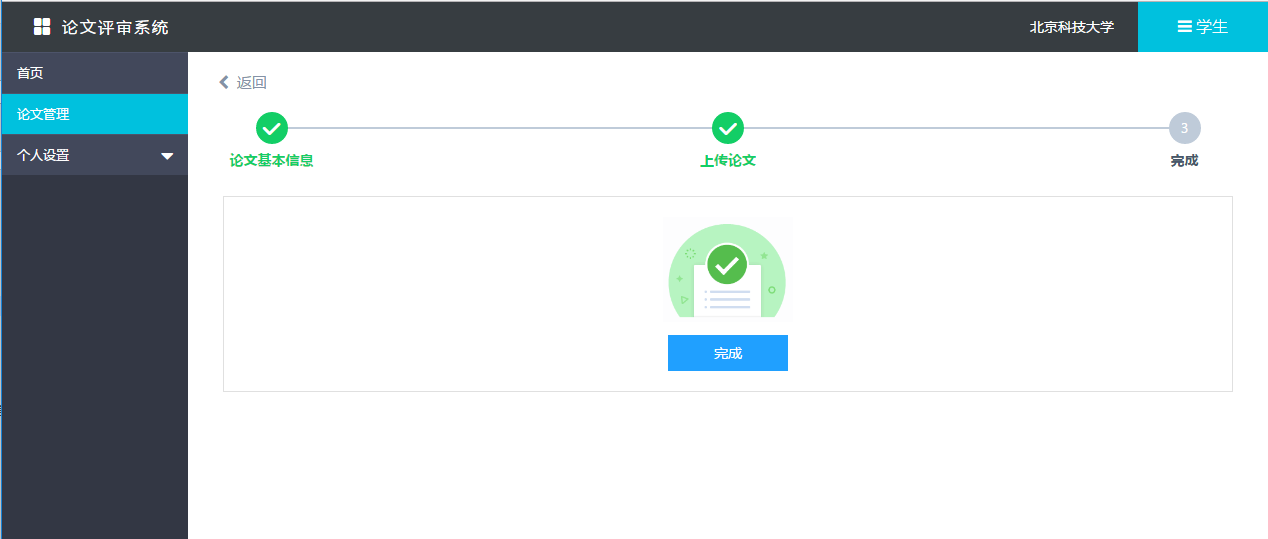 论文评审系统
北京科技大学
学生
首页
论文管理
个人设置
返回
3
论文基本信息
上传论文
完成
完成